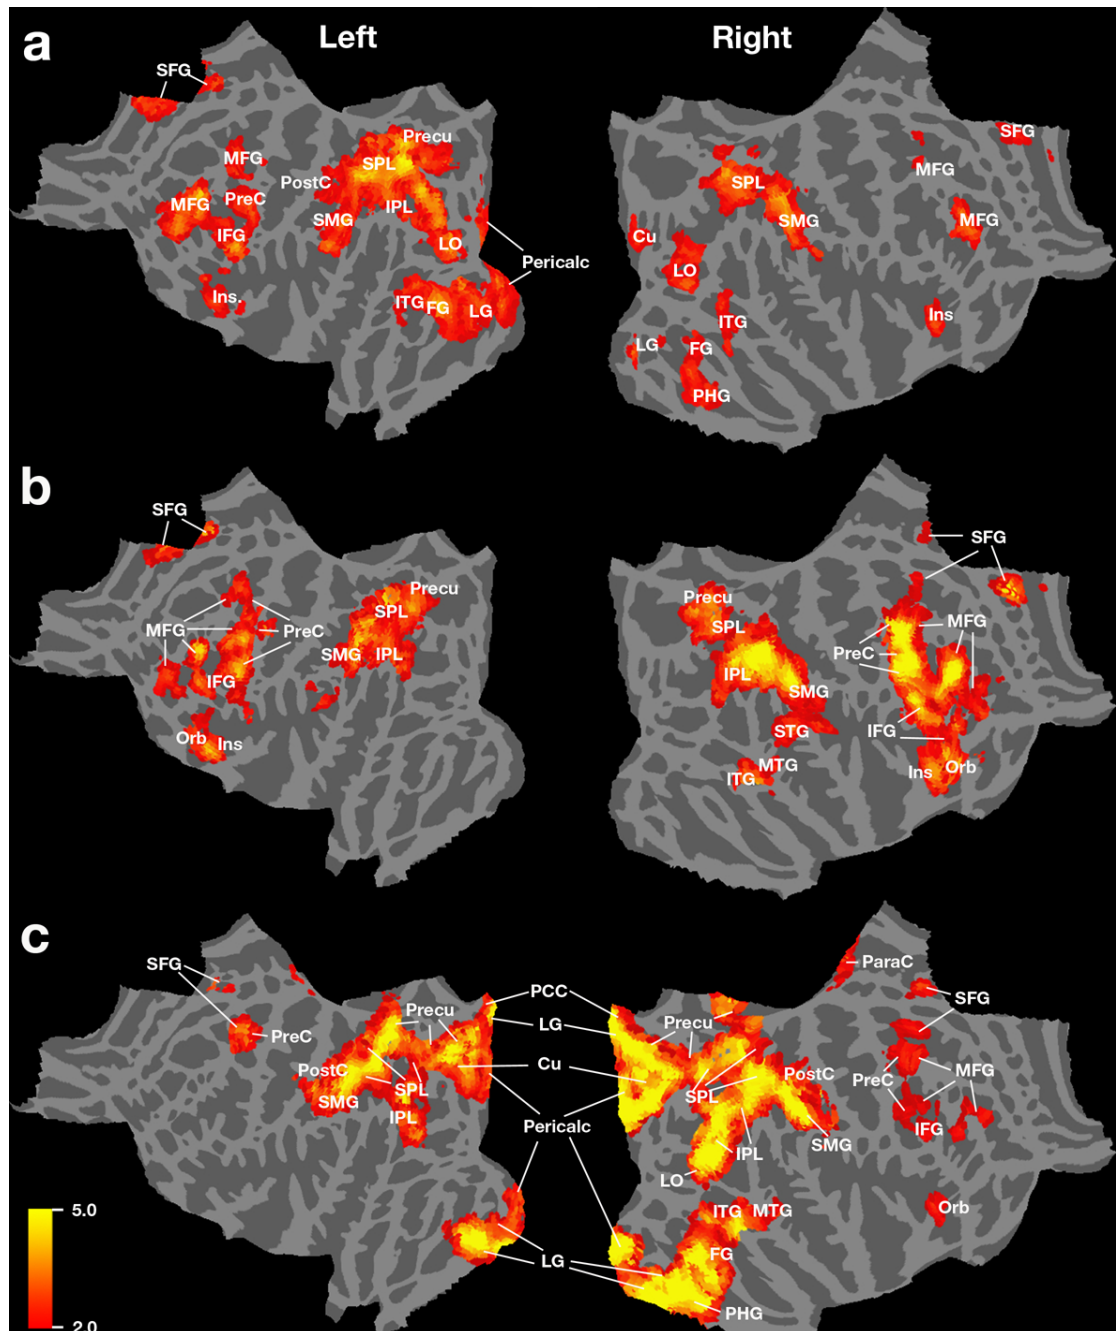 a
Left
Right
SFG
MFG
Precu
SPL
PostC
MFG
PreC
SMG
IPL
IFG
LO
Pericalc
Ins.
ITG
FG
LG
SFG
MFG
SPL
SMG
MFG
Cu
LO
ITG
Ins
LG
FG
PHG
b
SFG
Precu
SPL
MFG
PreC
SMG
IPL
IFG
Orb
Ins
SFG
Precu
SPL
MFG
PreC
IPL
SMG
STG
IFG
MTG
ITG
Ins
Orb
c
SFG
PCC
LG
Precu
PreC
Cu
PostC
SPL
SMG
IPL
Pericalc
LG
ParaC
SFG
Precu
PostC
PreC
MFG
SPL
IFG
SMG
IPL
LO
ITG
MTG
Orb
FG
PHG
5.0
2.0